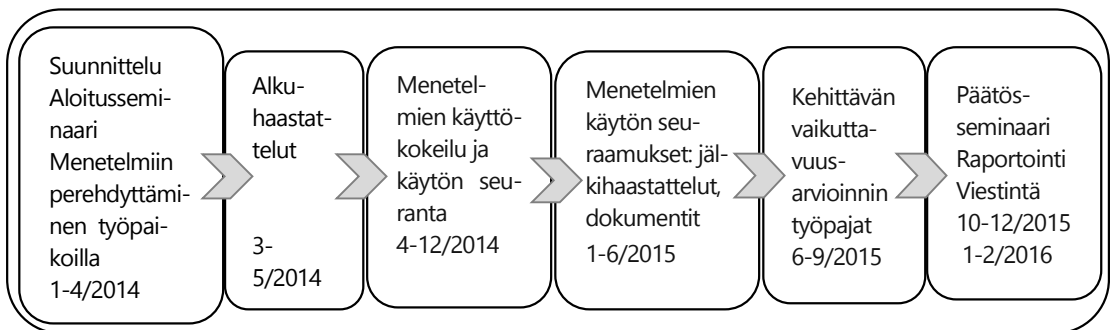 Suunnittelu
Aloitussemi-
naari
Menetelmiin
perehdyttämi-
nen työpai-
koilla
1-4/2014
Alku-
haastat-
telut
3-
5/2014
Menetel-
mien käyttö-
kokeilu ja
käytön seu-
ranta
4-12/2014
Menetelmien
käytön seu-
raamukset: jäl-
kihaastattelut,
dokumentit
1-6/2015
Kehittävän
vaikutta-
vuus-
arvioinnin
työpajat
6-9/2015
Päätös-
seminaari
Raportointi
Viestintä
10-12/2015
1-2/2016